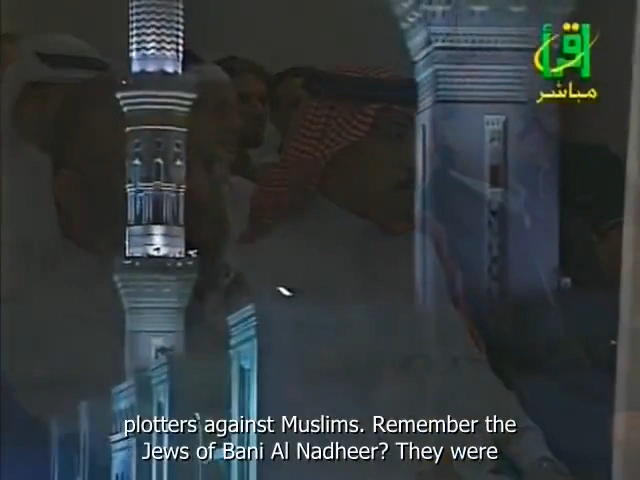 اقرأ
مباشر
plotters against Muslims. Remember the
Jews of Bani Al Nadheer? They were